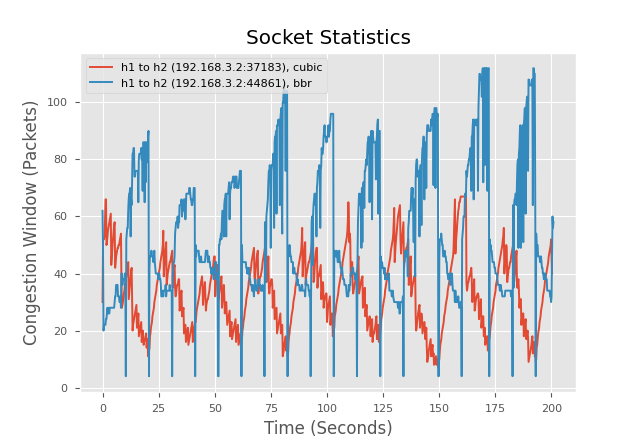 Socket Statistics
h1 to h2 (192.168.3.2:37183), cubic
h1 to h2 (192.168.3.2:44861), bbr
Congestion Window (Packets)
100
80
60
40
20
0
0 25 50 75 100 125 150 175 200
Time (Seconds)